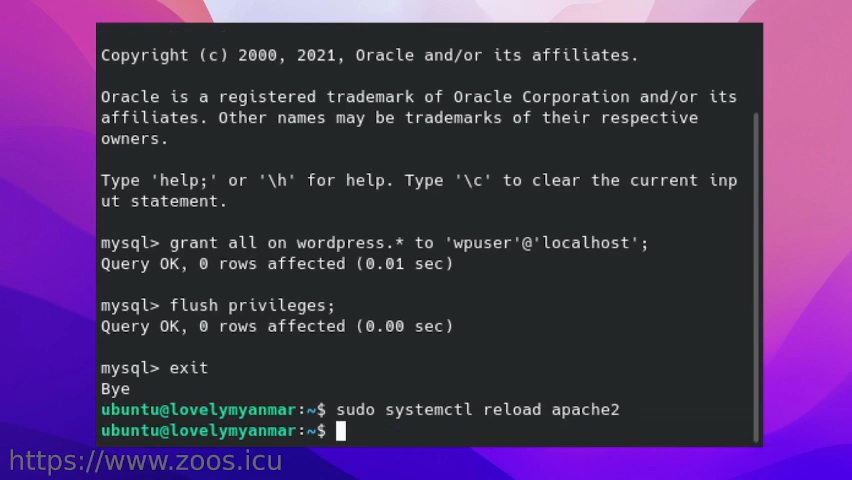 Copyright (c) 2000, 2021, Oracle and/or its affiliates.
Oracle is a registered trademark of Oracle Corporation and/or its
affiliates. Other names may be trademarks of their respective
owners.
Type 'help;' or '\h' for help. Type '\c' to clear the current inp
ut statement.
mysql> grant all on wordpress.* to 'wpuser'@'localhost';
Query OK, 0 rows affected (0.01 sec)
mysql> flush privileges;
Query OK, 0 rows affected (0.00 sec)
mysql> exit
Bye
ubuntu@lovelymyanmar:~$ sudo systemctl reload apache2
ubuntu@lovelymyanmar:~$
https://www.zoos.icu